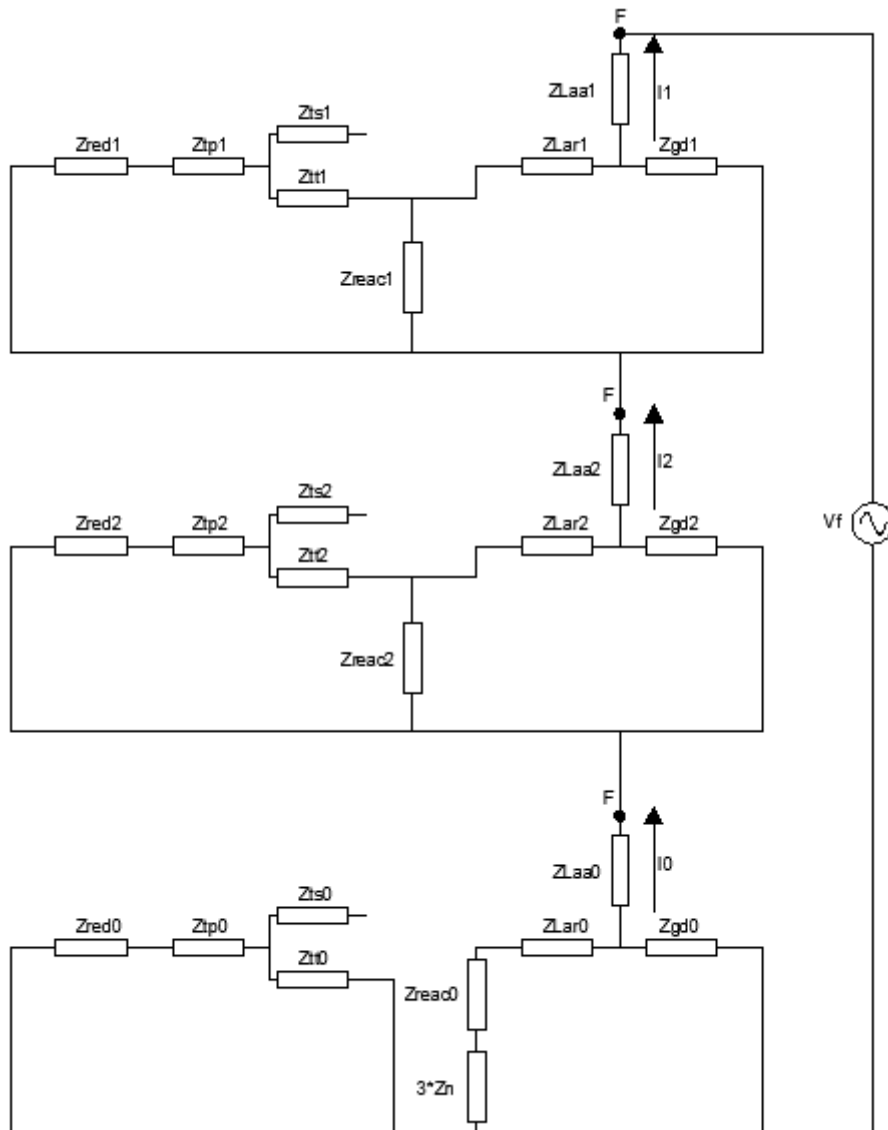 F
ZLaa1
I1
Zts1
Zred1
Ztp1
ZLar1
Zgd1
Ztt1
Zreac1
F
ZLaa2
I2
Zts2
Zred2
Ztp2
ZLar2
Zgd2
Vf
Ztt2
Zreac2
F
ZLaa0
I0
Zts0
Zred0
Ztp0
ZLar0
Zgd0
Ztt0
Zreac0
3*Zn